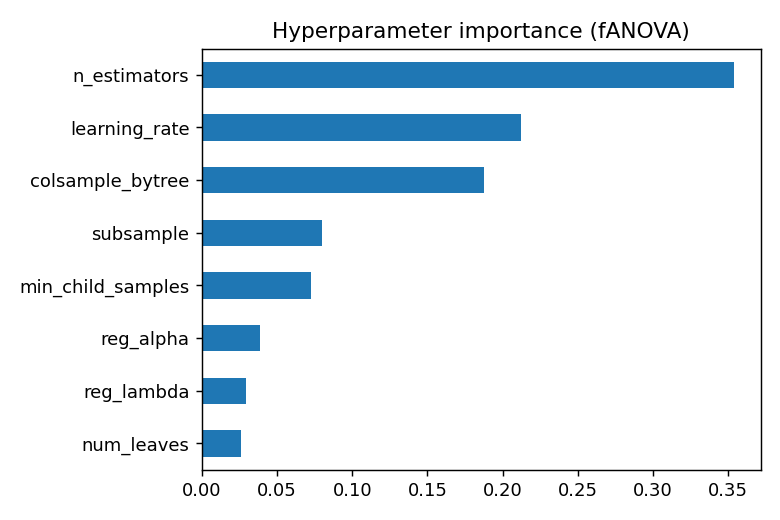 Hyperparameter importance (fANOVA)
n_estimators
learning_rate
colsample_bytree
subsample
min_child_samples
reg_alpha
reg_lambda
num_leaves
0.00 0.05 0.10 0.15 0.20 0.25 0.30 0.35